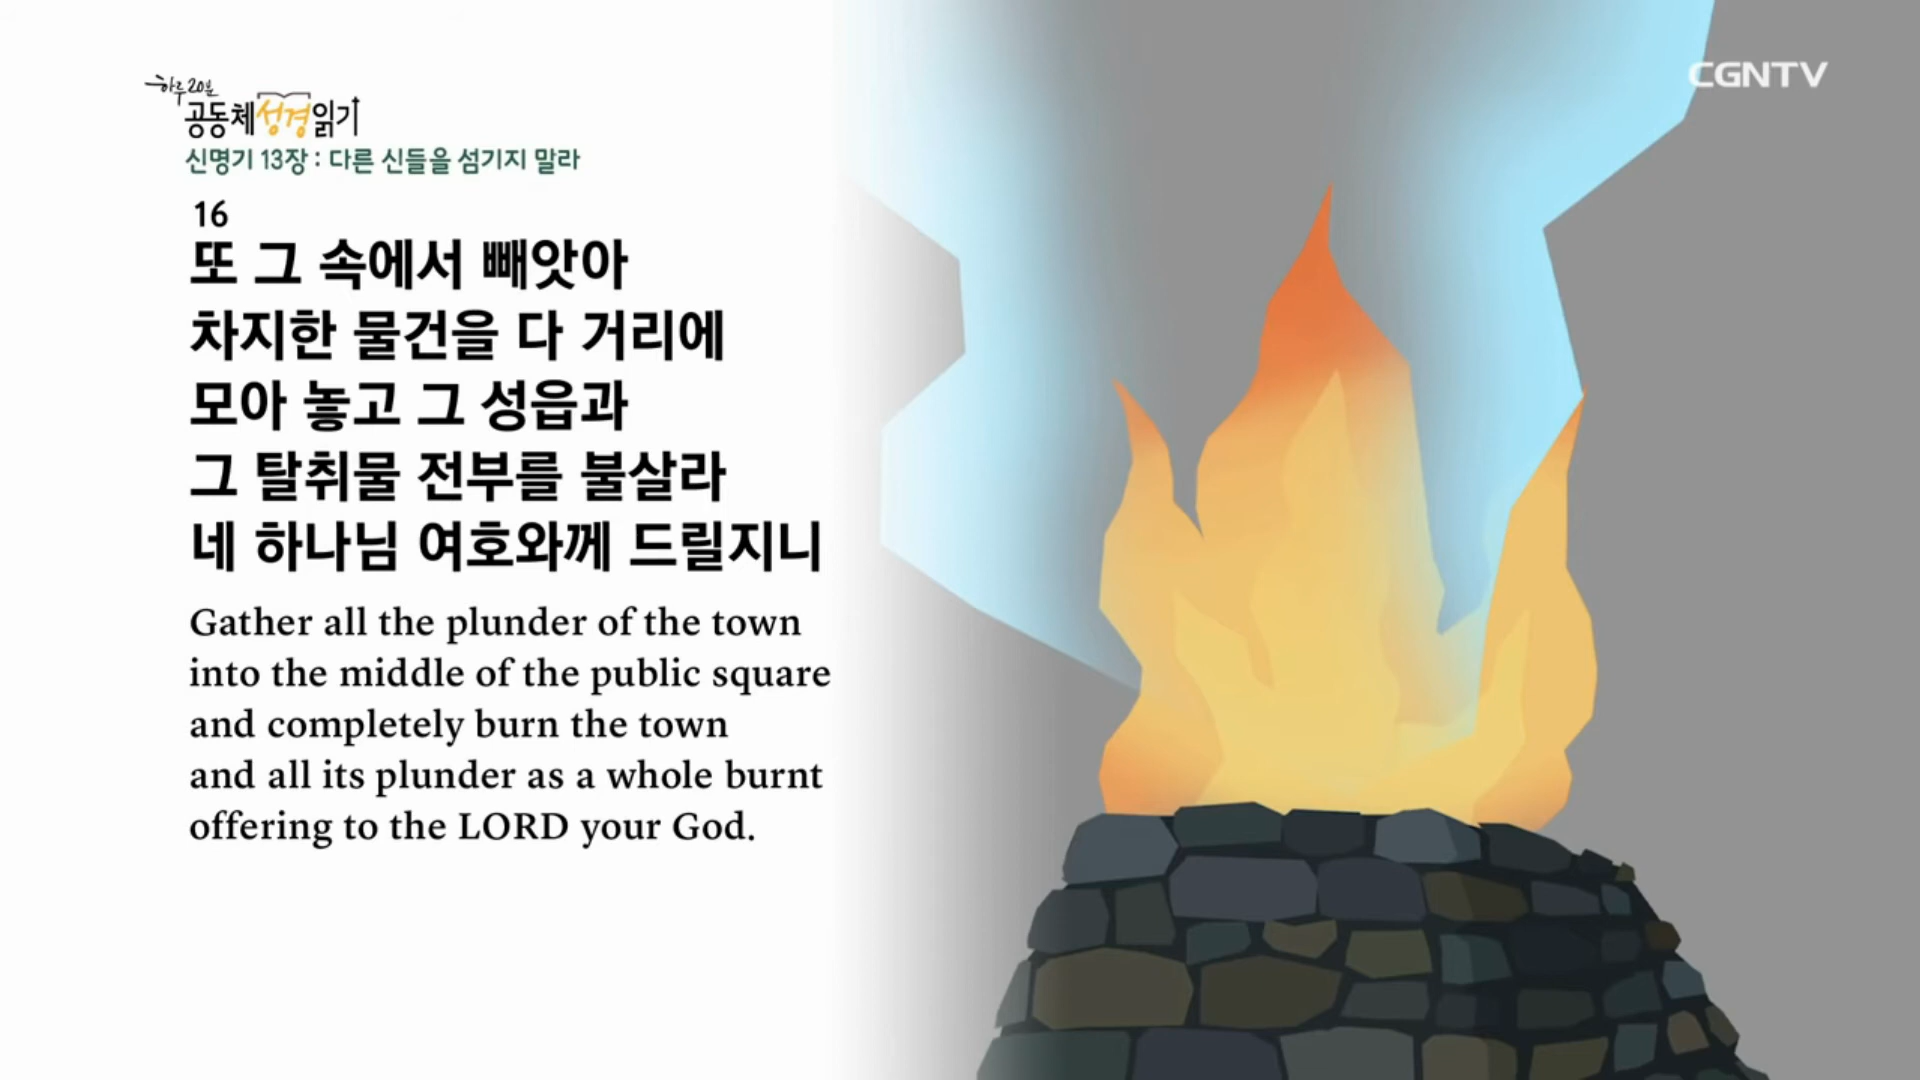 하루 20분
공동체성경읽기
신명기 13장 : 다른 신들을 섬기지 말라
CGNTV
16
또 그 속에서 빼앗아
차지한 물건을 다 거리에
모아 놓고 그 성읍과
그 탈취물 전부를 불살라
네 하나님 여호와께 드릴지니
Gather all the plunder of the town
into the middle of the public square
and completely burn the town
and all its plunder as a whole burnt
offering to the LORD your God.